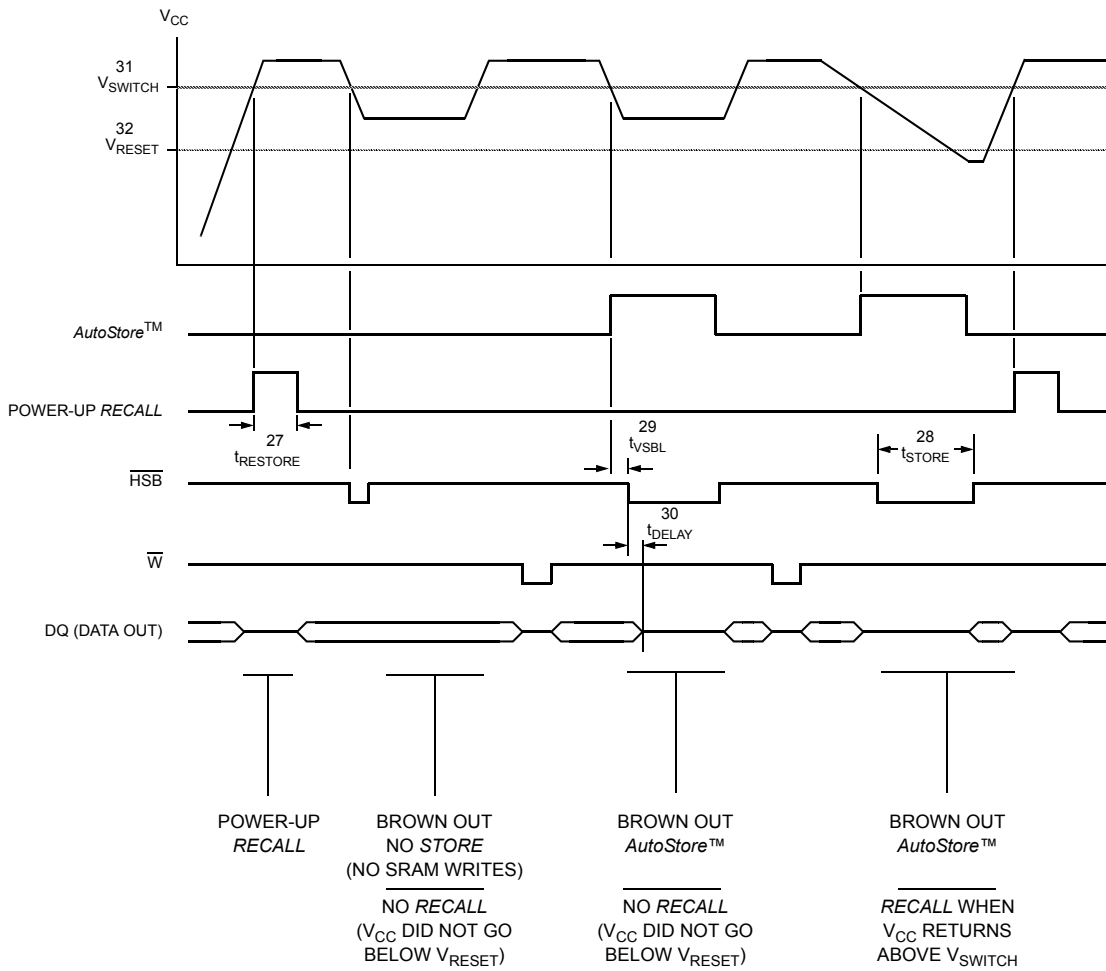 VCC
31
VSWITCH
32
VRESET
AutoStore™
POWER-UP RECALL
27
tRESTORE
29
tVSBL
28
tSTORE
HSB
30
tDELAY
W
DQ (DATA OUT)
POWER-UP
RECALL
BROWN OUT
NO STORE
(NO SRAM WRITES)
NO RECALL
(VCC DID NOT GO
BELOW VRESET)
BROWN OUT
AutoStore™
NO RECALL
(VCC DID NOT GO
BELOW VRESET)
BROWN OUT
AutoStore™
RECALL WHEN
VCC RETURNS
ABOVE VSWITCH